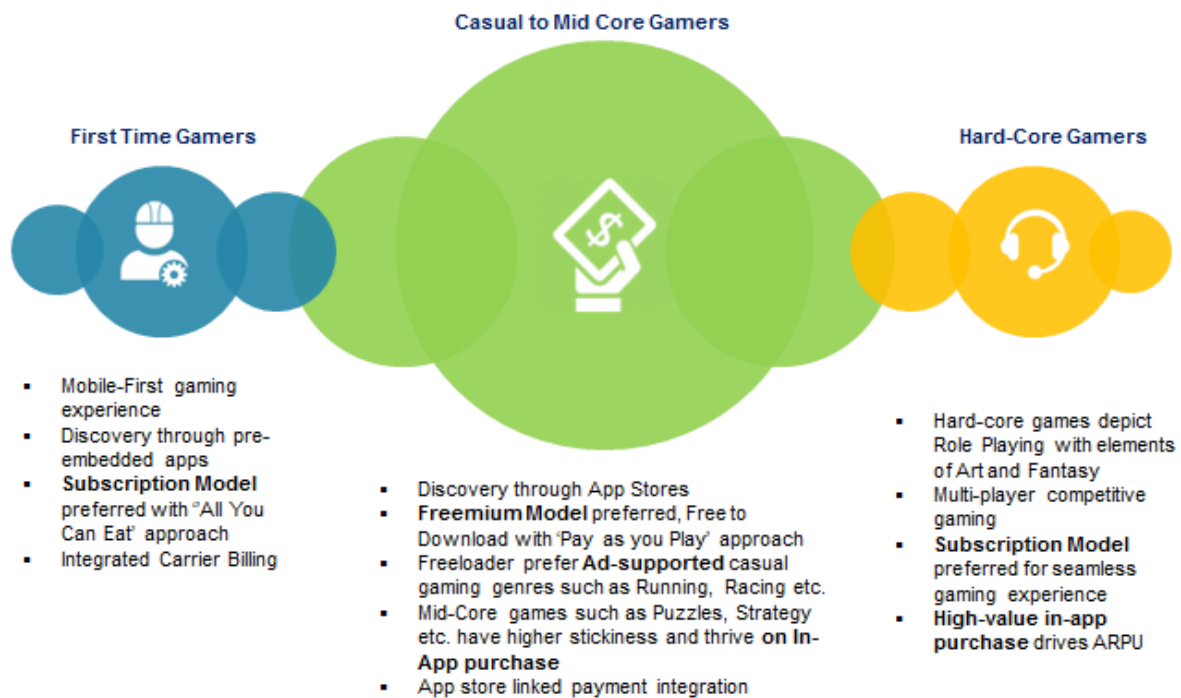 Casual to Mid Core Gamers
First Time Gamers
Hard-Core Gamers
$
▪ Mobile-First gaming
experience
▪ Discovery through pre-
embedded apps
▪ Subscription Model
preferred with “All You
Can Eat’ approach
▪ Integrated Carrier Billing
▪ Discovery through App Stores
▪ Freemium Model preferred, Free to
Download with ‘Pay as you Play’ approach
▪ Freeloader prefer Ad-supported casual
gaming genres such as Running, Racing etc.
▪ Mid-Core games such as Puzzles, Strategy
etc. have higher stickiness and thrive on In-
App purchase
▪ App store linked payment integration
▪ Hard-core games depict
Role Playing with elements
of Art and Fantasy
▪ Multi-player competitive
gaming
▪ Subscription Model
preferred for seamless
gaming experience
▪ High-value in-app
purchase drives ARPU